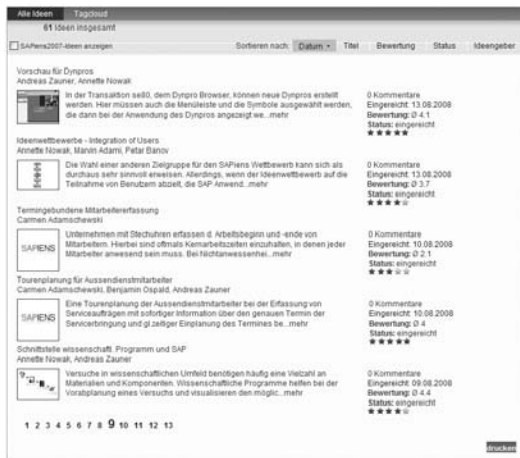 Alle Ideen Tagcloud
61 Ideen insgesamt
SAPiens2007-Ideen anzeigen Sortieren nach: Datum Titel Bewertung Status Ideengeber
Vorschau für Dynpros
Andreas Zauner, Annette Nowak
In der Transaktion se80, dem Dynpro Browser, können neue Dynpros erstellt
werden. Hier müssen auch die Menüleiste und die Symbole ausgewählt werden,
die dann bei der Anwendung des Dynpros angezeigt we...mehr
0 Kommentare
Eingereicht: 13.08.2008
Bewertung: Ø 4.1
Status: eingereicht
Ideenwettbewerbe - Integration of Users
Annette Nowak, Marvin Adami, Petar Banov
Die Wahl einer anderen Zielgruppe für den SAPiens Wettbewerb kann sich als
durchaus sehr sinnvoll erweisen. Allerdings, wenn der Ideenwettbewerb auf die
Teilnahme von Benutzern abzielt, die SAP Anwend...mehr
0 Kommentare
Eingereicht: 13.08.2008
Bewertung: Ø 3.7
Status: eingereicht
Termingebundene Mitarbeitererfassung
Carmen Adamschewski
SAPIENS
Unternehmen mit Stechuhren erfassen d. Arbeitsbeginn und -ende von
Mitarbeitern. Hierbei sind oftmals Kernarbeitszeiten einzuhalten, in denen jeder
Mitarbeiter anwesend sein muss. Bei Nichtanwesenhei...mehr
0 Kommentare
Eingereicht: 10.08.2008
Bewertung: Ø 2.1
Status: eingereicht
Tourenplanung für Aussendienstmitarbeiter
Carmen Adamschewski, Benjamin Ospald, Andreas Zauner
SAPIENS
Eine Tourenplanung der Aussendienstmitarbeiter bei der Erfassung von
Serviceaufträgen mit sofortiger Information über den genauen Termin der
Servicerbringung und gl.zeitiger Einplanung des Termines be...mehr
0 Kommentare
Eingereicht: 10.08.2008
Bewertung: Ø 4
Status: eingereicht
Schnittstelle wissenschaftl. Programm und SAP
Annette Nowak, Andreas Zauner
Versuche in wissenschaftlichen Umfeld benötigen häufig eine Vielzahl an
Materialien und Komponenten. Wissenschaftliche Programme helfen bei der
Vorabplanung eines Versuchs und visualisieren den möglic...mehr
0 Kommentare
Eingereicht: 09.08.2008
Bewertung: Ø 4.4
Status: eingereicht
1 2 3 4 5 6 7 8 9 10 11 12 13
drucken